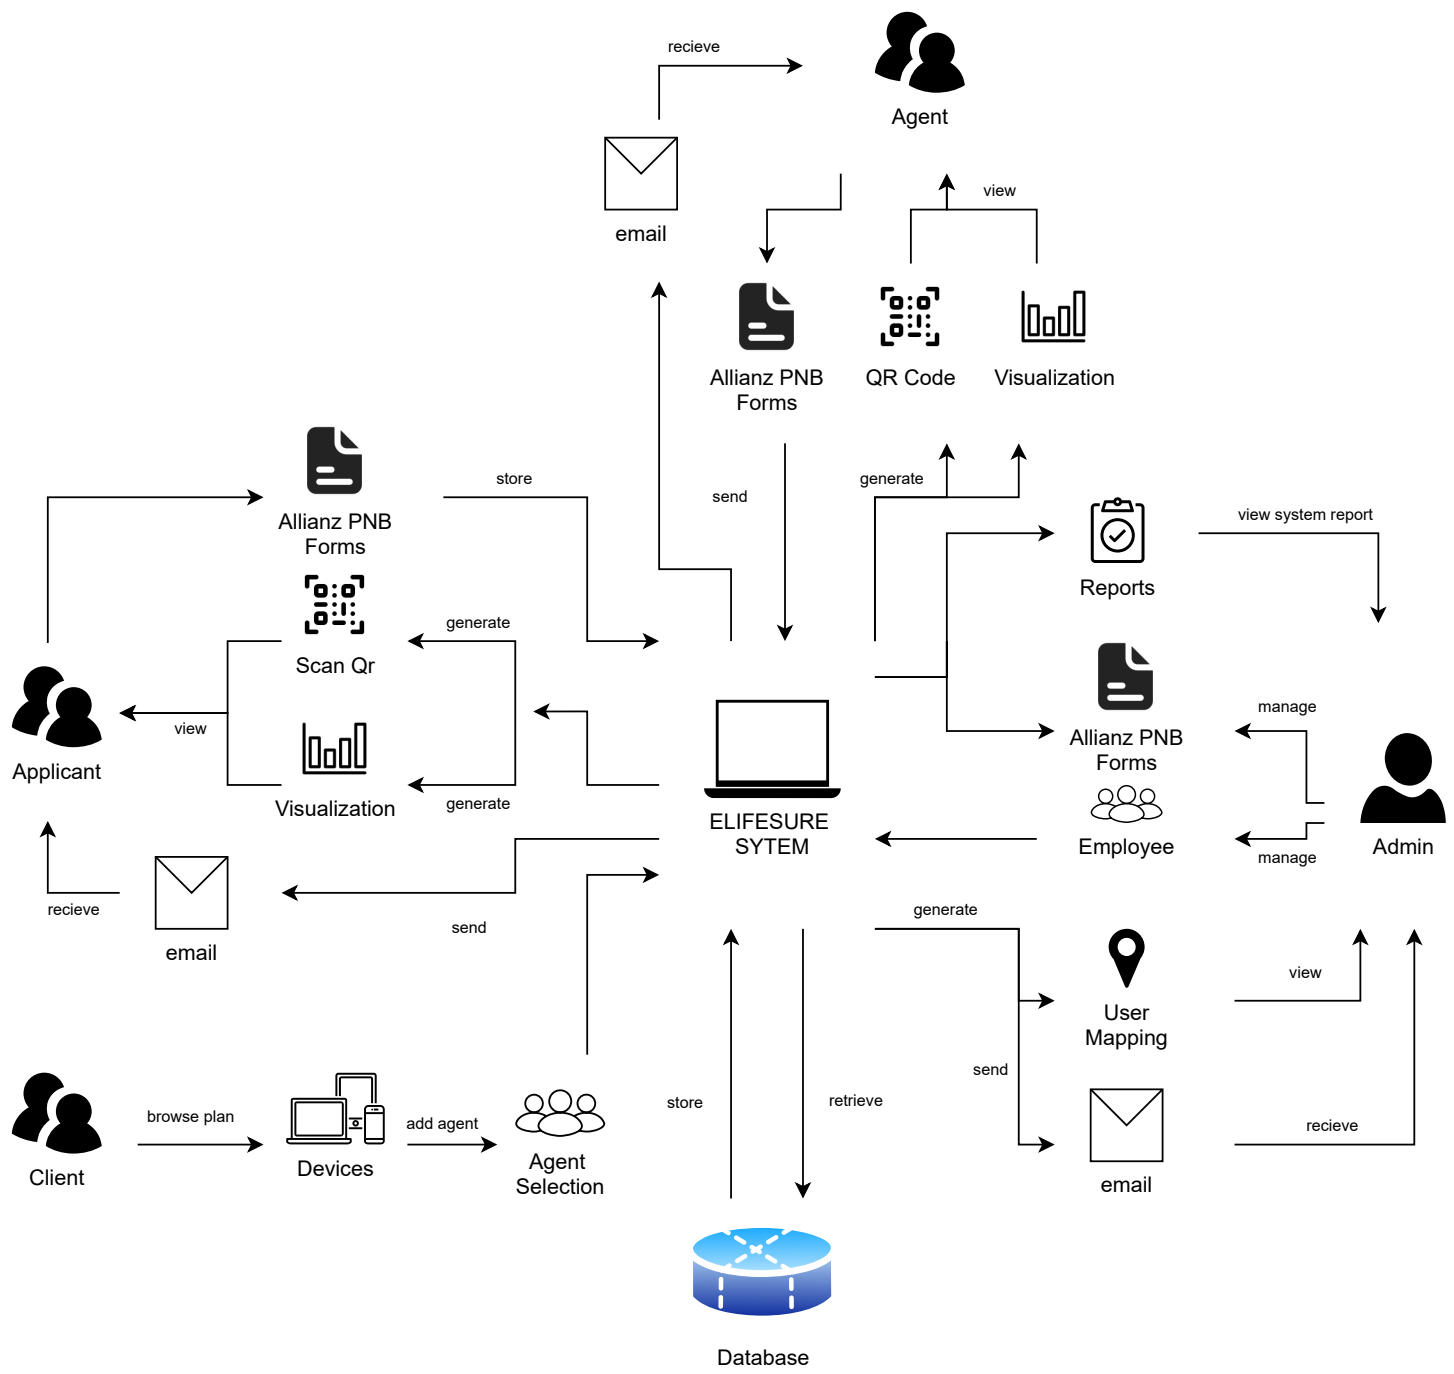 recieve
Agent
view
email
Allianz PNB
Forms
QR Code
Visualization
store
send
generate
view system report
Allianz PNB
Forms
Reports
generate
Scan Qr
view
manage
Applicant
Allianz PNB
Forms
generate
Visualization
ELIFESURE
SYTEM
Employee
Admin
manage
recieve
send
generate
email
view
User
Mapping
send
browse plan
add agent
store
retrieve
recieve
Client
Devices
Agent
Selection
email
Database